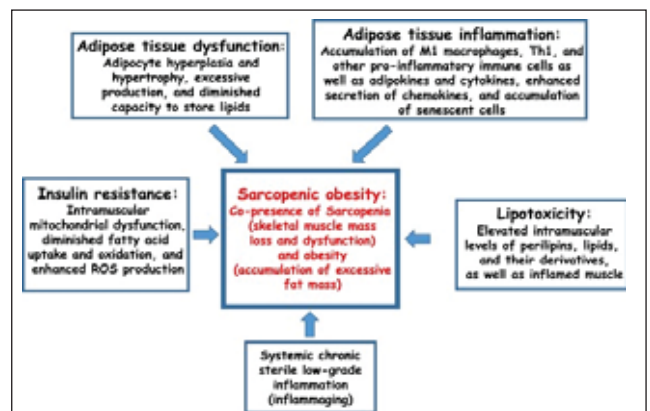 Adipose tissue dysfunction:
Adipocyte hyperplasia and
hypertrophy, excessive
production, and diminished
capacity to store lipids
Adipose tissue inflammation:
Accumulation of M1 macrophages, Th1, and
other pro-inflammatory immune cells as
well as adipokines and cytokines, enhanced
secretion of chemokines, and accumulation
of senescent cells
Insulin resistance:
Intramuscular
mitochondrial dysfunction,
diminished fatty acid
uptake and oxidation, and
enhanced ROS production
Sarcopenic obesity:
Co-presence of Sarcopenia
(skeletal muscle mass
loss and dysfunction)
and obesity
(accumulation of excessive
fat mass)
Lipotoxicity:
Elevated intramuscular
levels of perilipins, lipids,
and their derivatives,
as well as inflamed muscle
Systemic chronic
sterile low-grade
inflammation
(inflammaging)